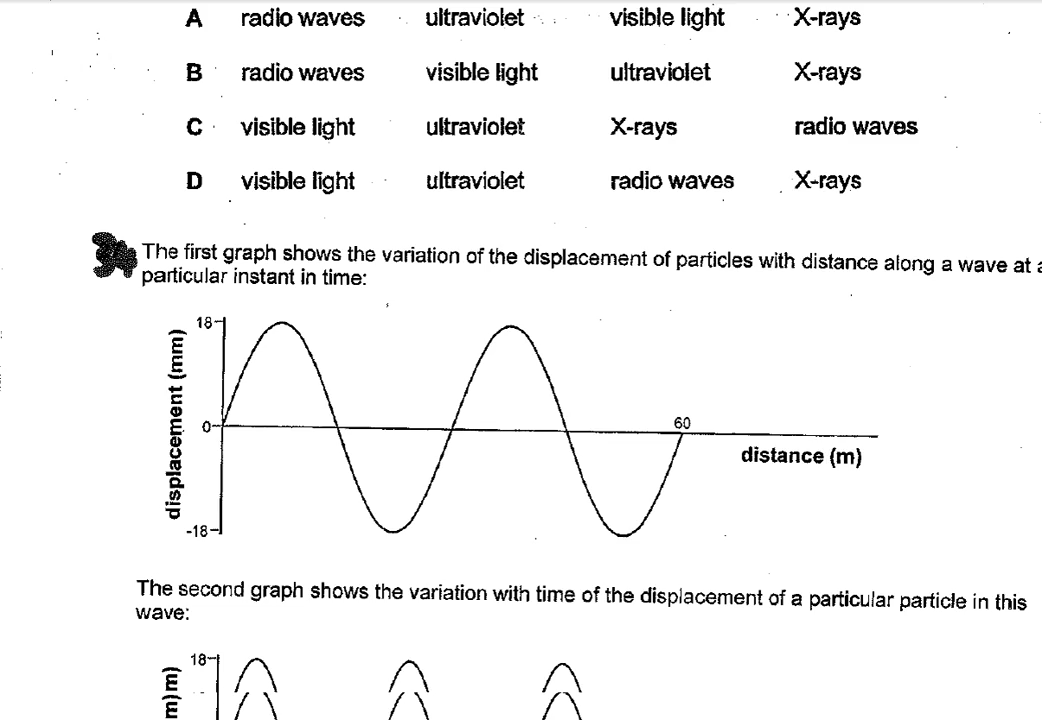 A radio waves ultraviolet visible light X-rays
B radio waves visible light ultraviolet X-rays
C visible light ultraviolet X-rays radio waves
D visible light ultraviolet radio waves X-rays
The first graph shows the variation of the displacement of particles with distance along a wave at a
particular instant in time:
18
displacement (mm)
0
60
distance (m)
-18
The second graph shows the variation with time of the displacement of a particular particle in this
wave:
18